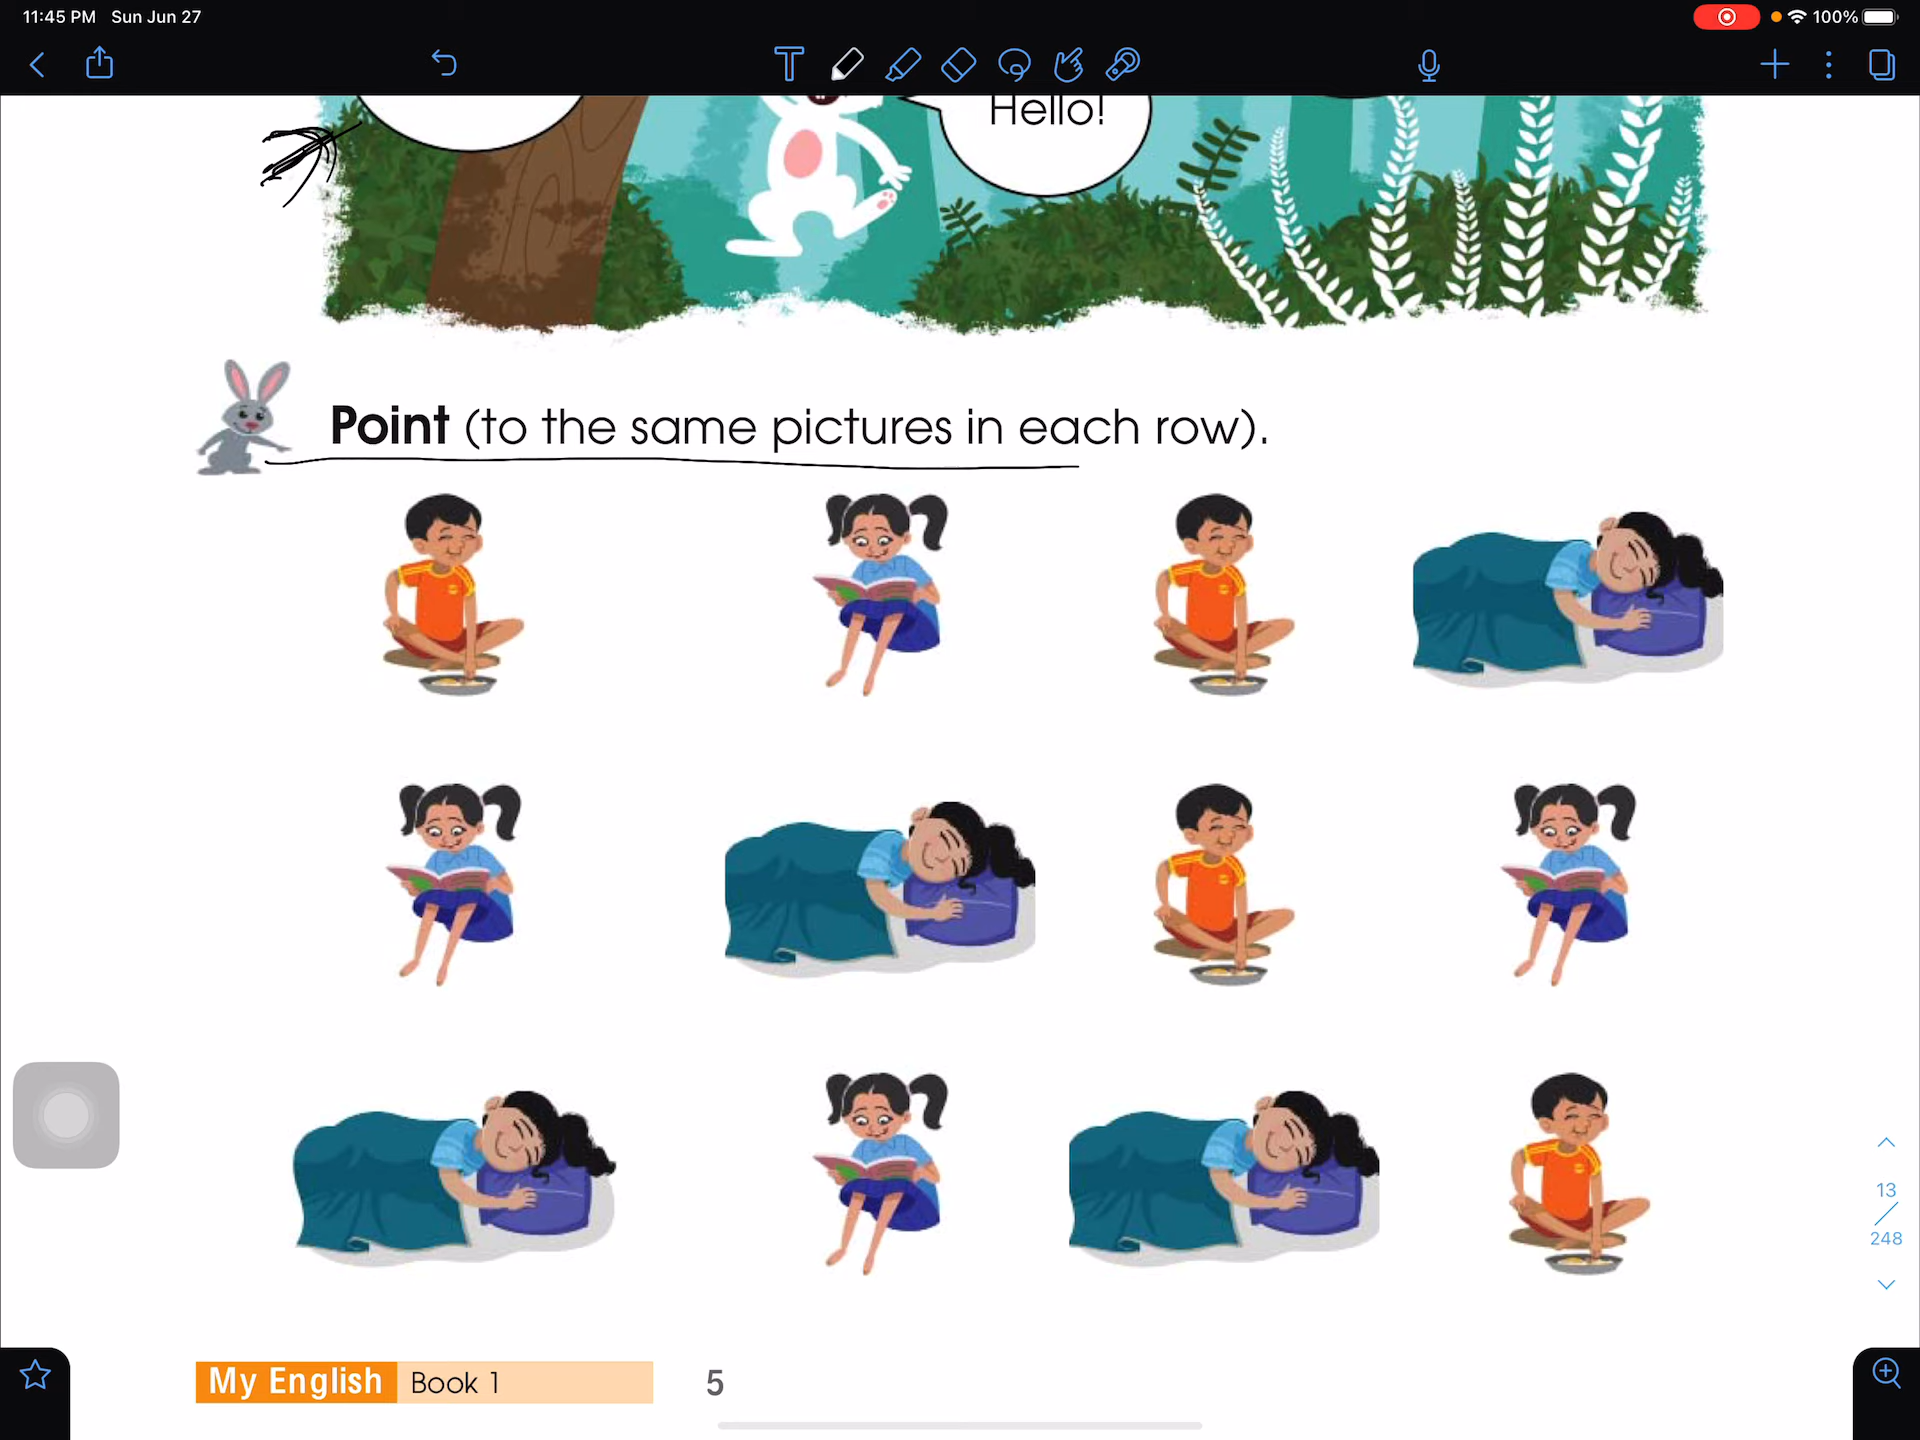 11:45 PM Sun Jun 27
100%
Hello!
Point (to the same pictures in each row).
13
248
My English Book 1
5